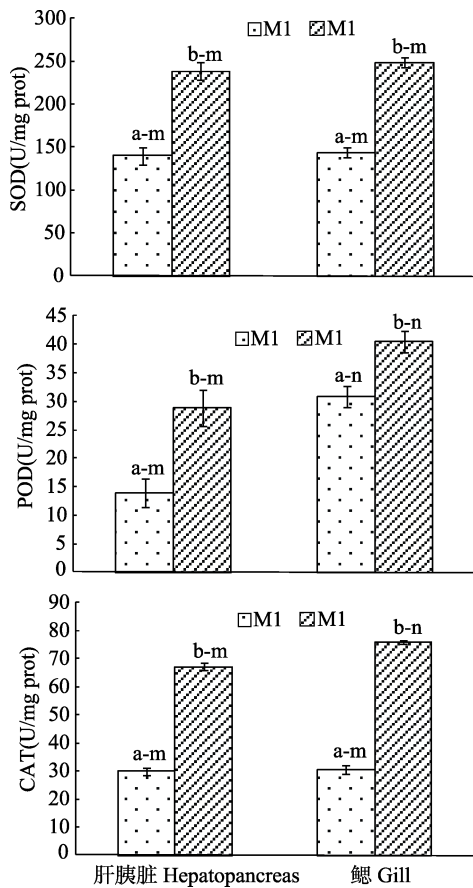 M1 M1
300
250
200
150
100
50
0
SOD(U/mg prot)
a-m b-m a-m b-m
M1 M1
45
40
35
30
25
20
15
10
5
0
POD(U/mg prot)
a-m b-m a-n b-n
M1 M1
90
80
70
60
50
40
30
20
10
0
CAT(U/mg prot)
a-m b-m a-m b-n
肝胰脏 Hepatopancreas 鳃 Gill